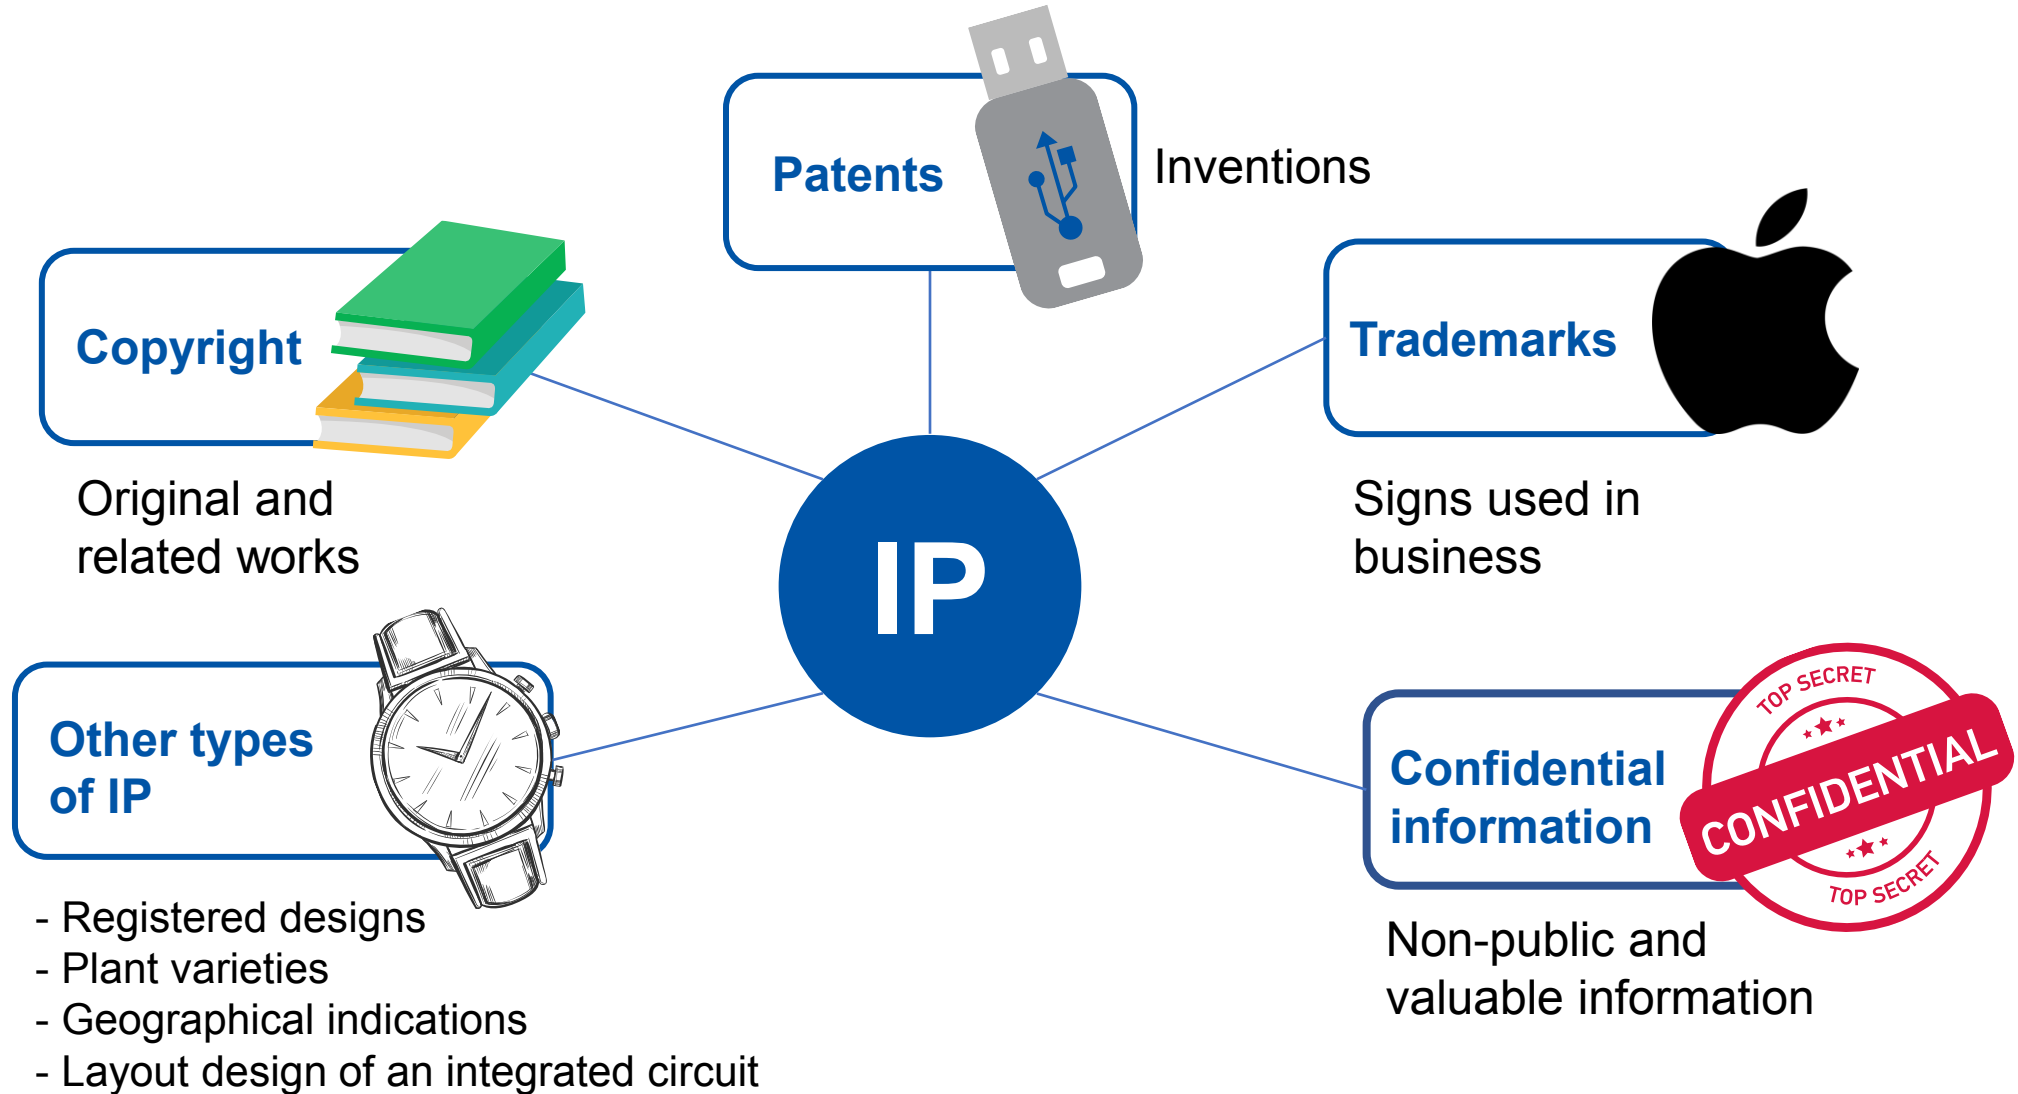 Patents
Inventions
Copyright
Original and
related works
Trademarks
Signs used in
business
IP
Other types
of IP
- Registered designs
- Plant varieties
- Geographical indications
- Layout design of an integrated circuit
Confidential
information
TOP SECRET
CONFIDENTIAL
TOP SECRET
Non-public and
valuable information